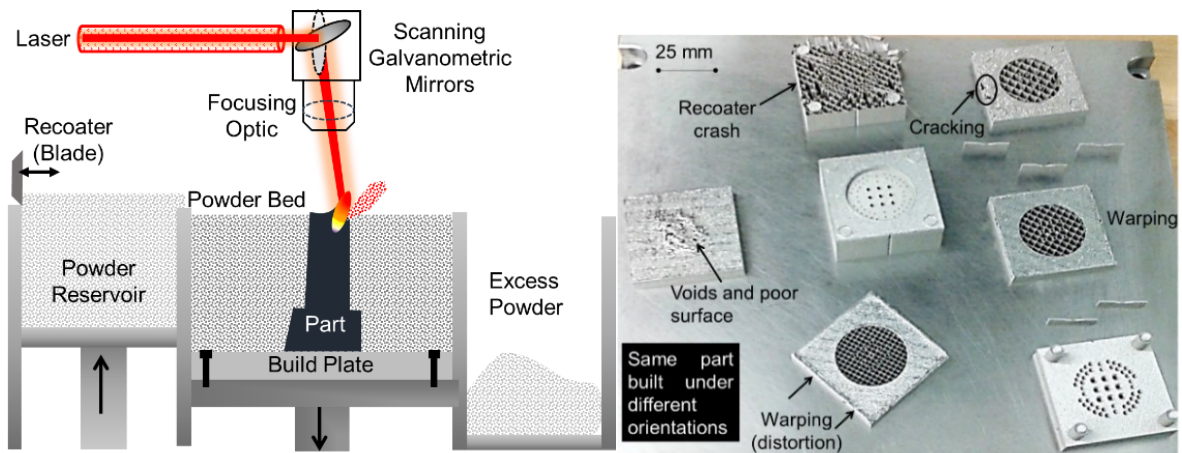 Laser
Scanning
Galvanometric
Mirrors
Focusing
Optic
Recoater
(Blade)
Powder Bed
Powder
Reservoir
Part
Build Plate
Excess
Powder
25 mm
Recoater
crash
Cracking
Warping
Voids and poor
surface
Same part
built under
different
orientations
Warping
(distortion)